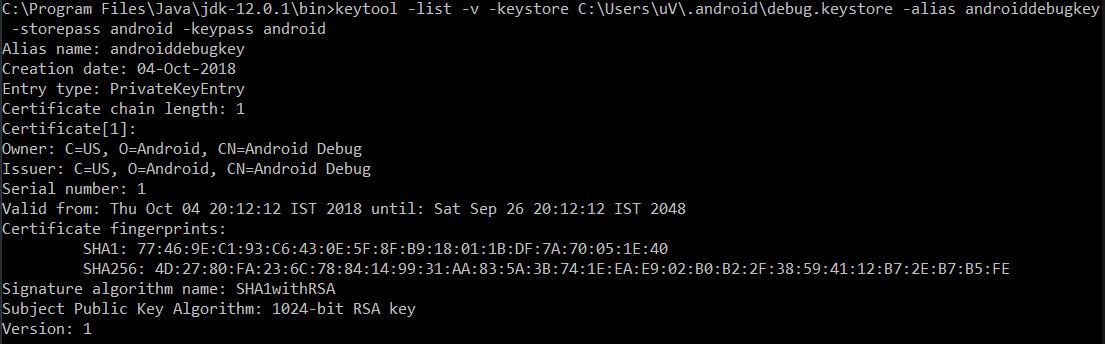 C:\Program Files\Java\jdk-12.0.1\bin>keytool -list -v -keystore C:\Users\uV\.android\debug.keystore -alias androiddebugkey
-storepass android -keypass android
Alias name: androiddebugkey
Creation date: 04-Oct-2018
Entry type: PrivateKeyEntry
Certificate chain length: 1
Certificate[1]:
Owner: C=US, O=Android, CN=Android Debug
Issuer: C=US, O=Android, CN=Android Debug
Serial number: 1
Valid from: Thu Oct 04 20:12:12 IST 2018 until: Sat Sep 26 20:12:12 IST 2048
Certificate fingerprints:
SHA1: 77:46:9E:C1:93:C6:43:0E:5F:8F:B9:18:01:1B:DF:7A:70:05:1E:40
SHA256: 4D:27:80:FA:23:6C:78:84:14:99:31:AA:83:5A:3B:74:1E:EA:E9:02:B0:B2:2F:38:59:41:12:B7:2E:B7:B5:FE
Signature algorithm name: SHA1withRSA
Subject Public Key Algorithm: 1024-bit RSA key
Version: 1